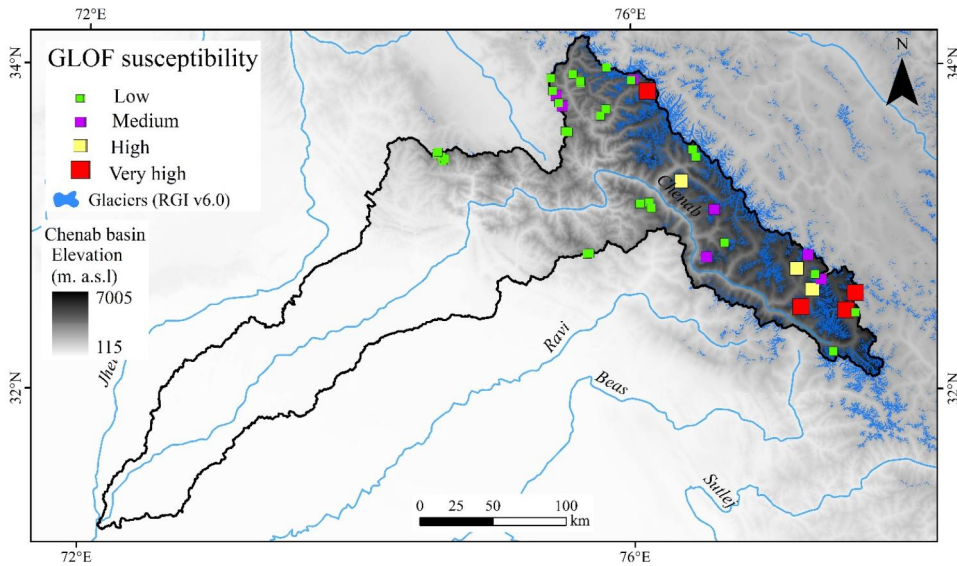 72°E
76°E
34°N
GLOF susceptibility
Low
Medium
High
Very high
Glaciers (RGI v6.0)
Chenab basin
Elevation
(m. a.s.l)
7005
115
N
34°N
Chenab
Ravi
Beas
Sutlej
32°N
32°N
0 25 50 100
km
72°E
76°E